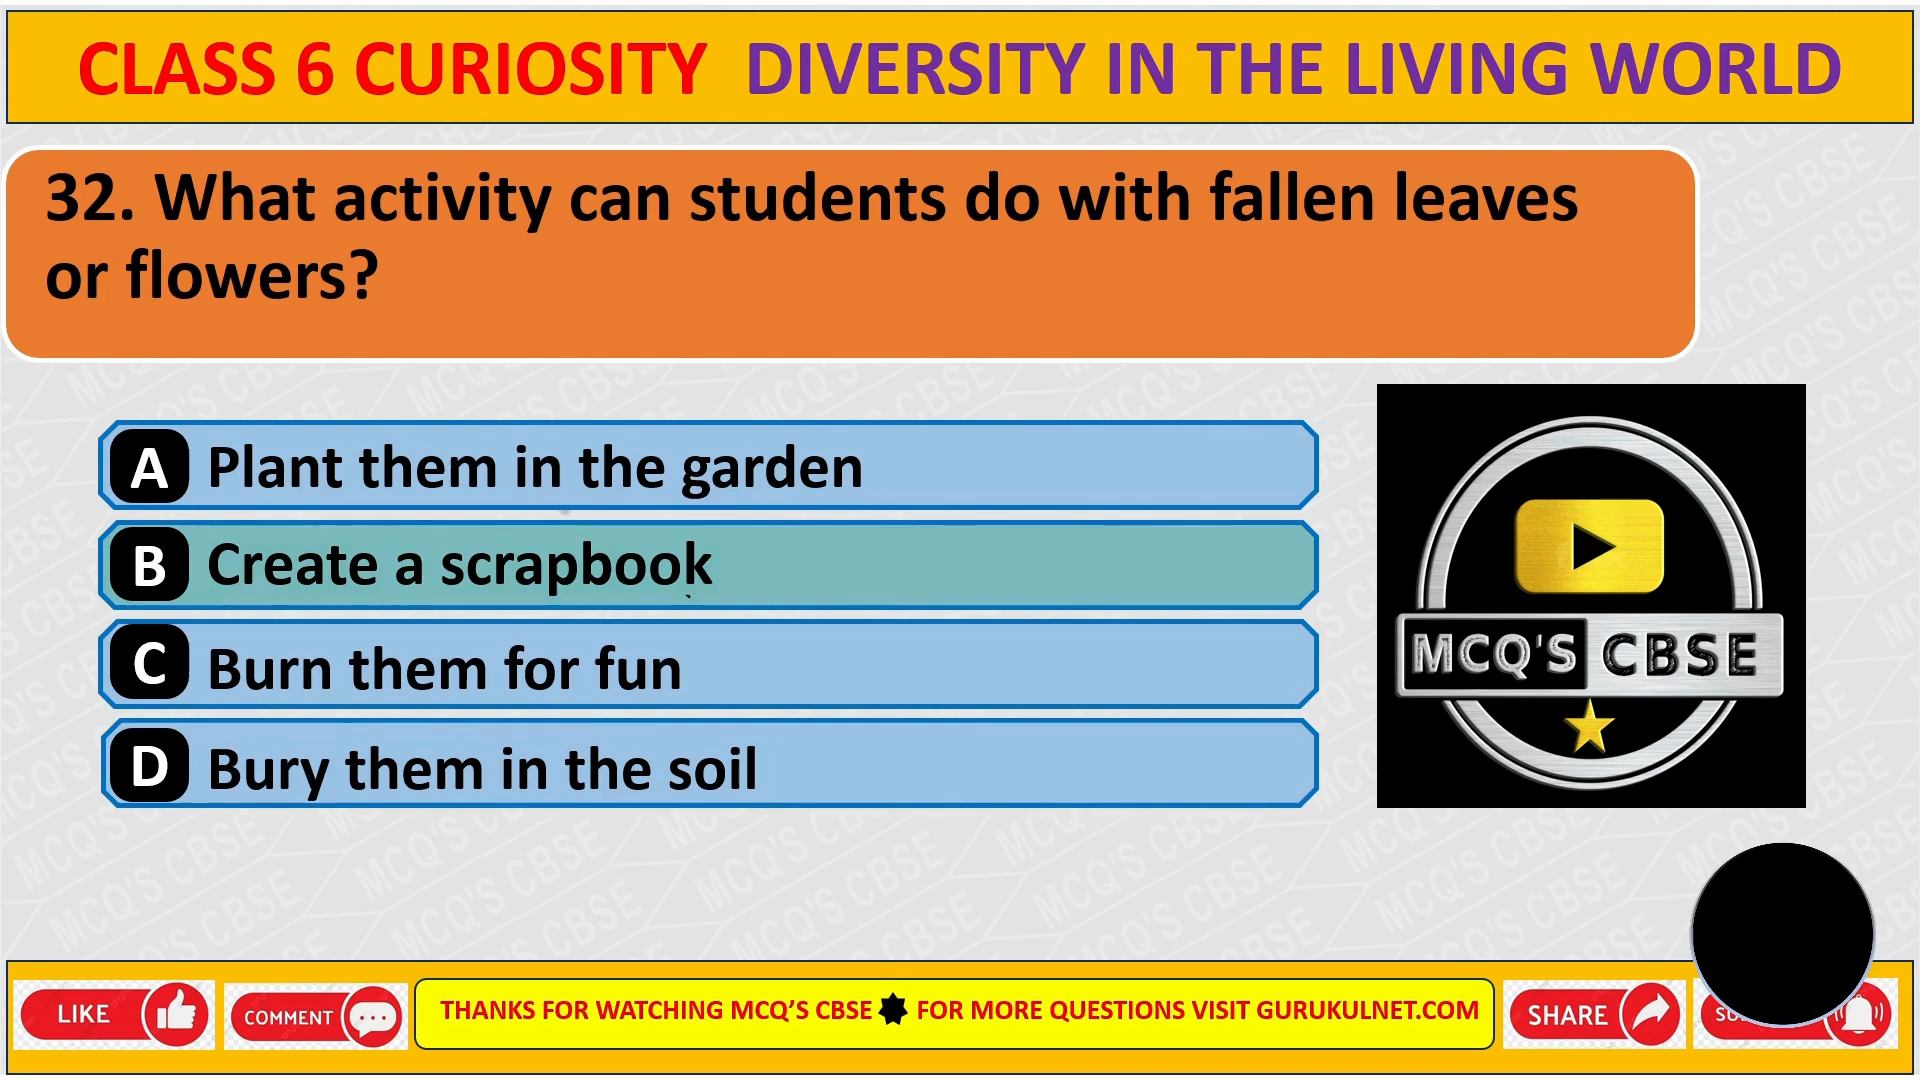 CLASS 6 CURIOSITY DIVERSITY IN THE LIVING WORLD
32. What activity can students do with fallen leaves
or flowers?
A Plant them in the garden
B Create a scrapbook
C Burn them for fun
D Bury them in the soil
MCQ'S CBSE
LIKE
COMMENT
THANKS FOR WATCHING MCQ’S CBSE FOR MORE QUESTIONS VISIT GURUKULNET.COM
SHARE